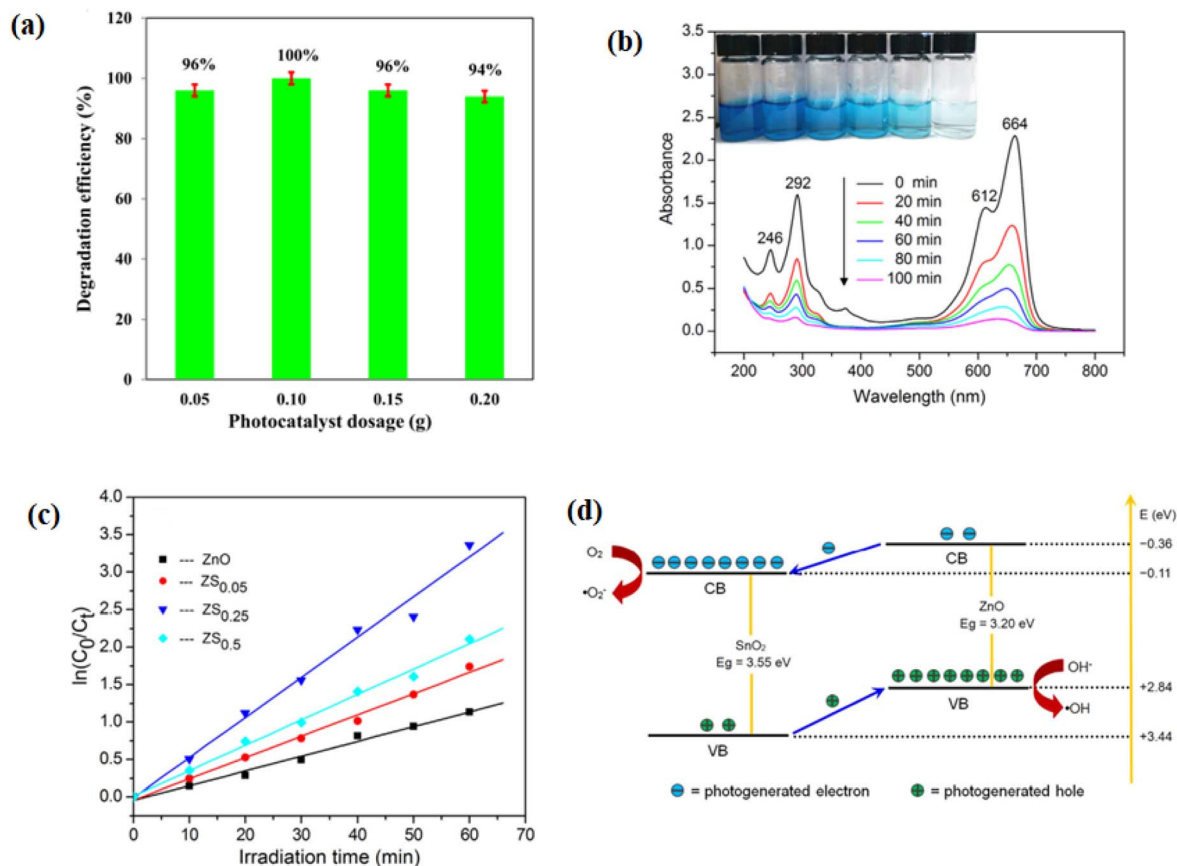 (a)
120
100
80
60
40
20
0
Degradation efficiency (%)
96%
100%
96%
94%
0.05 0.10 0.15 0.20
Photocatalyst dosage (g)
(b)
3.5
3.0
2.5
2.0
1.5
1.0
0.5
0.0
Absorbance
246
292
612
664
0 min
20 min
40 min
60 min
80 min
100 min
200 300 400 500 600 700 800
Wavelength (nm)
(c)
4.0
3.5
3.0
2.5
2.0
1.5
1.0
0.5
0.0
ln(C0/Ct)
--- ZnO
--- ZS0.05
--- ZS0.25
--- ZS0.5
0 10 20 30 40 50 60 70
Irradiation time (min)
(d)
E (eV)
−0.36
−0.11
+2.84
+3.44
O2
•O2-
CB
CB
SnO2
Eg = 3.55 eV
ZnO
Eg = 3.20 eV
OH-
•OH
VB
VB
= photogenerated electron
= photogenerated hole